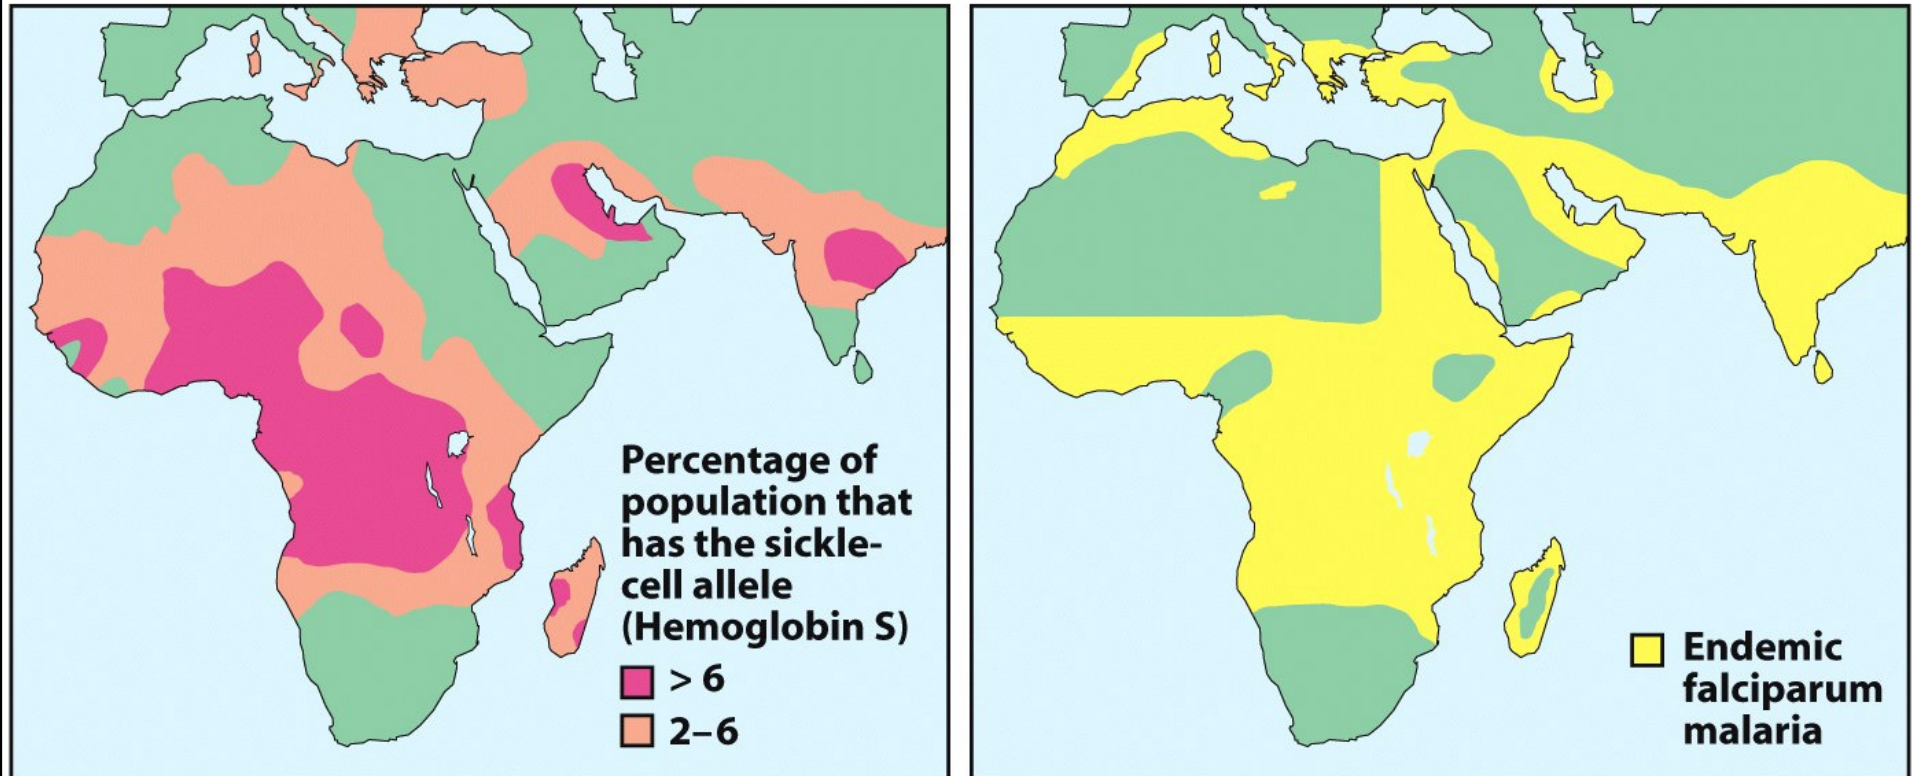 Percentage of
population that
has the sickle-
cell allele
(Hemoglobin S)
> 6
2–6
Endemic
falciparum
malaria